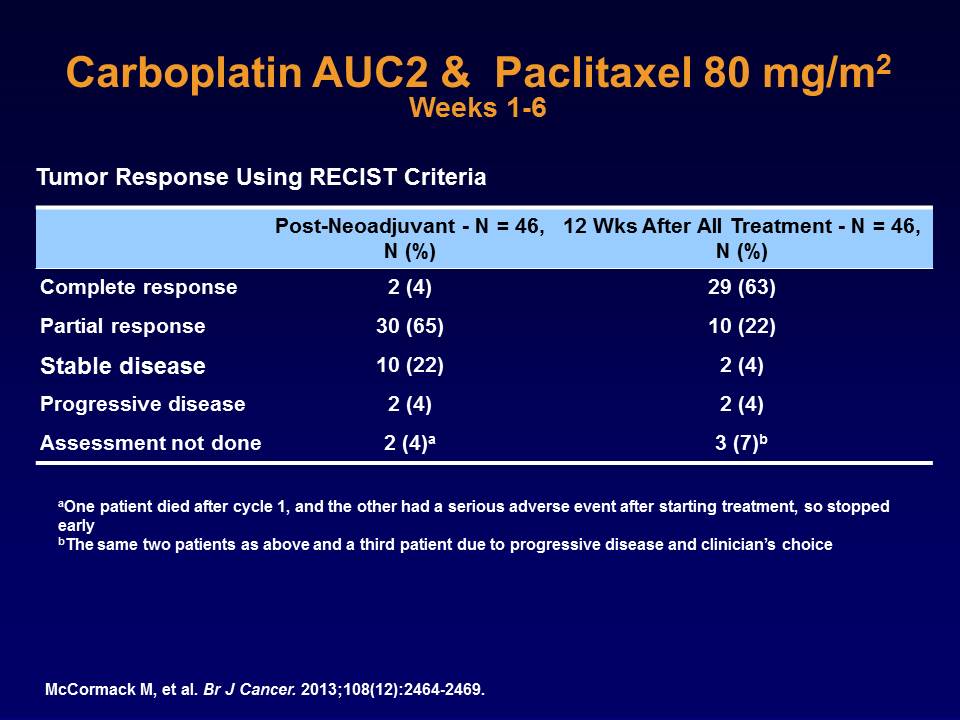 Carboplatin AUC2 & Paclitaxel 80 mg/m²
Weeks 1-6
Tumor Response Using RECIST Criteria
Post-Neoadjuvant - N = 46, 12 Wks After All Treatment - N = 46,
N (%) N (%)
Complete response 2 (4) 29 (63)
Partial response 30 (65) 10 (22)
Stable disease 10 (22) 2 (4)
Progressive disease 2 (4) 2 (4)
Assessment not done 2 (4)ᵃ 3 (7)ᵇ
ᵃOne patient died after cycle 1, and the other had a serious adverse event after starting treatment, so stopped
early
ᵇThe same two patients as above and a third patient due to progressive disease and clinician’s choice
McCormack M, et al. Br J Cancer. 2013;108(12):2464-2469.